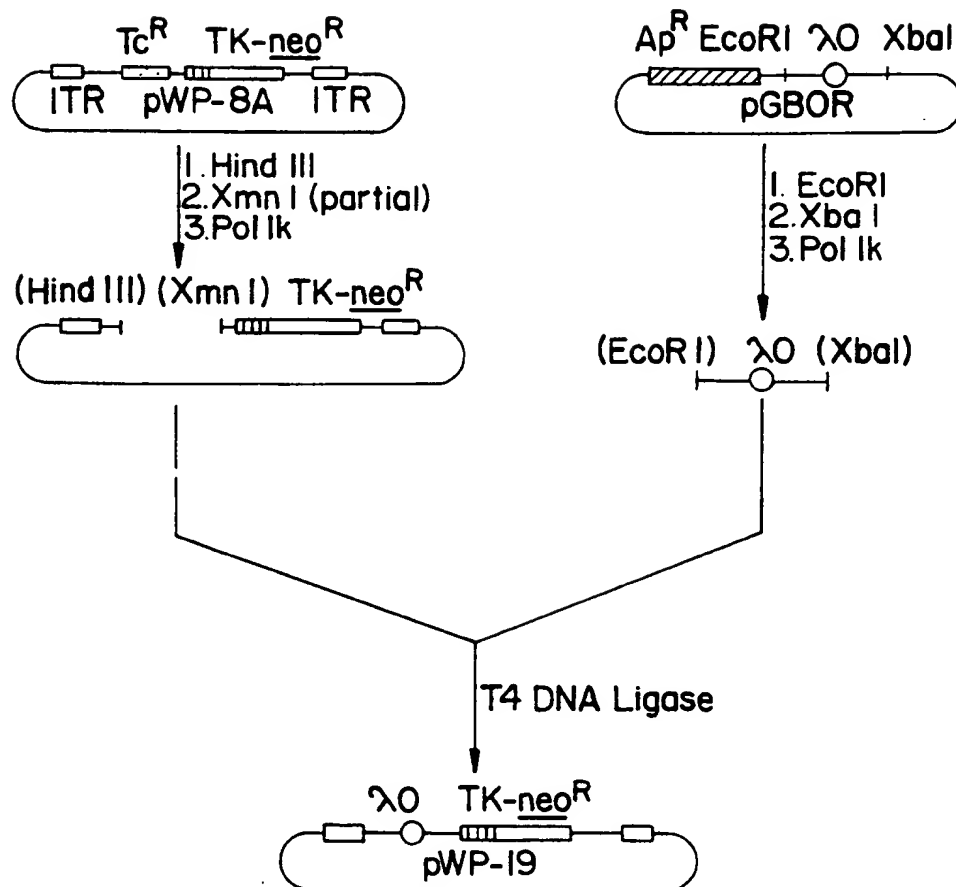 Tc^R TK-neo^R
ITR pWP-8A ITR
1. Hind III
2. Xmn I (partial)
3. Pol Ik
Ap^R EcoRI λO XbaI
pGBOR
1. EcoRI
2. Xba I
3. Pol Ik
(Hind III) (Xmn I) TK-neo^R
(EcoR I) λO (XbaI)
T4 DNA Ligase
λO TK-neo^R
pWP-19